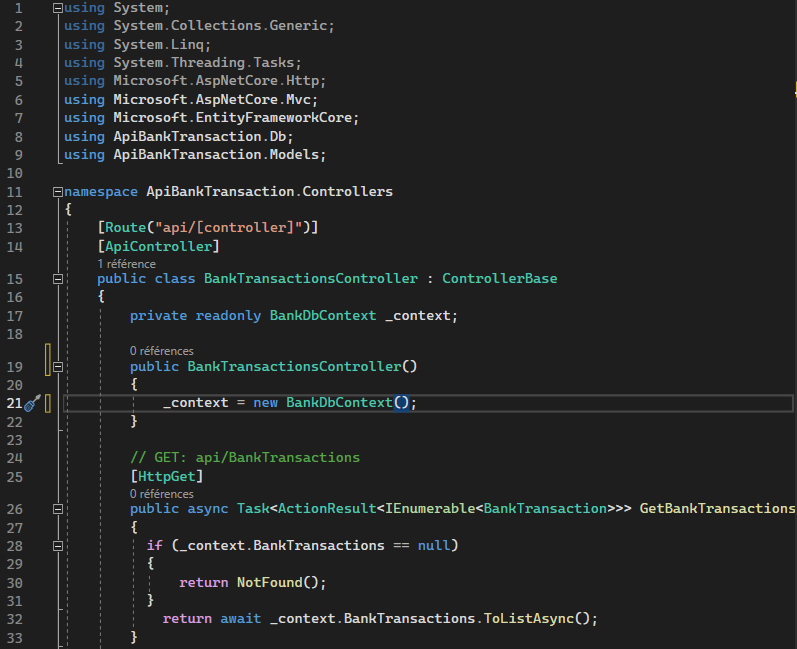 1 using System;
2 using System.Collections.Generic;
3 using System.Linq;
4 using System.Threading.Tasks;
5 using Microsoft.AspNetCore.Http;
6 using Microsoft.AspNetCore.Mvc;
7 using Microsoft.EntityFrameworkCore;
8 using ApiBankTransaction.Db;
9 using ApiBankTransaction.Models;
10
11 namespace ApiBankTransaction.Controllers
12 {
13 [Route("api/[controller]")]
14 [ApiController]
1 référence
15 public class BankTransactionsController : ControllerBase
16 {
17 private readonly BankDbContext _context;
18
0 références
19 public BankTransactionsController()
20 {
21 _context = new BankDbContext();
22 }
23
24 // GET: api/BankTransactions
25 [HttpGet]
0 références
26 public async Task<ActionResult<IEnumerable<BankTransaction>>> GetBankTransactions
27 {
28 if (_context.BankTransactions == null)
29 {
30 return NotFound();
31 }
32 return await _context.BankTransactions.ToListAsync();
33 }